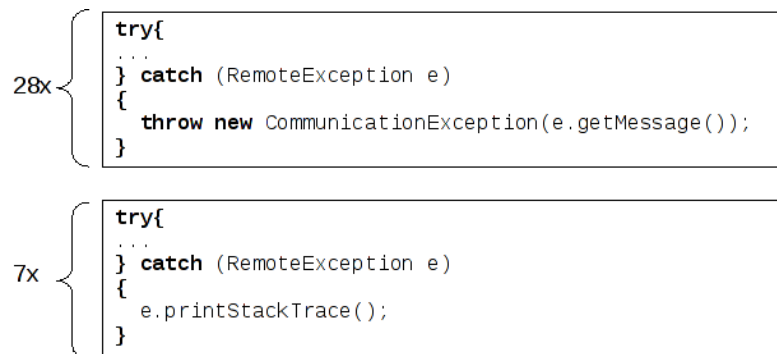 try{
...
} catch (RemoteException e)
28x
{
throw new CommunicationException(e.getMessage());
}
try{
...
} catch (RemoteException e)
7x
{
e.printStackTrace();
}